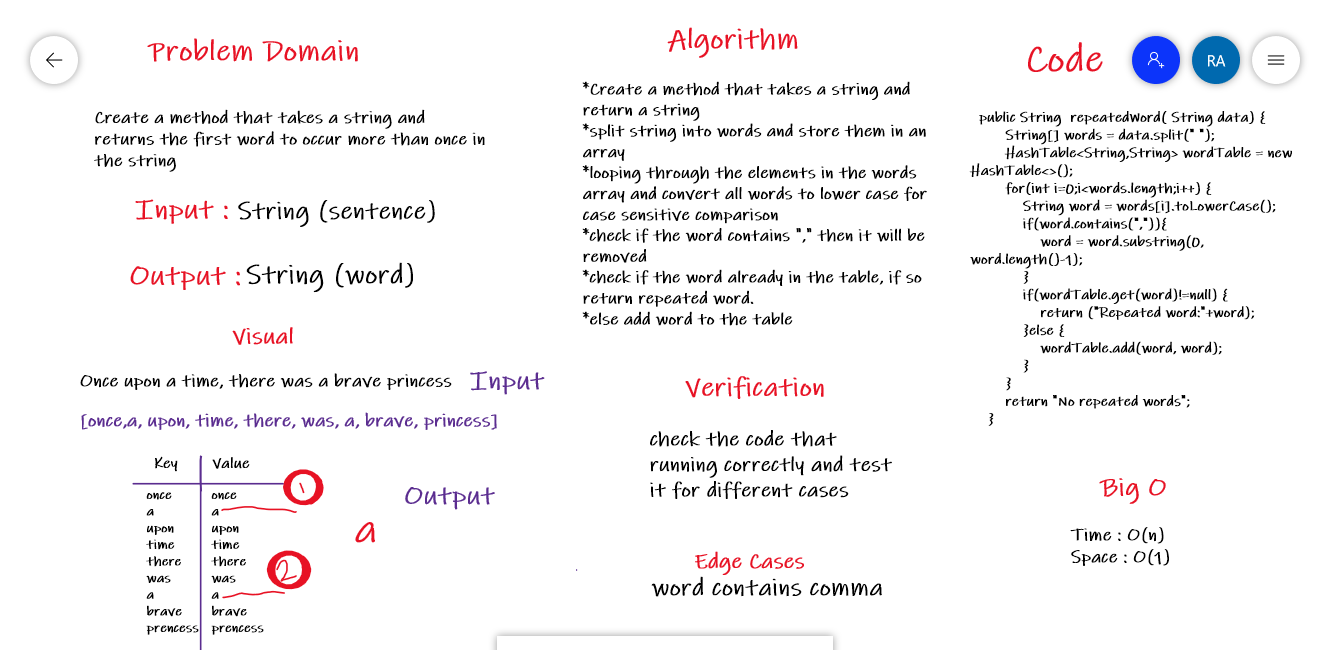 Problem Domain
Create a method that takes a string and
returns the first word to occur more than once in
the string
Input : String (sentence)
Output : String (word)
Visual
Once upon a time, there was a brave princess Input
[once,a, upon, time, there, was, a, brave, princess]
Key Value
once once
a a
upon upon
time time
there there
was was
a a
brave brave
prencess prencess
1
2
Output
a
Algorithm
*Create a method that takes a string and
return a string
*split string into words and store them in an
array
*looping through the elements in the words
array and convert all words to lower case for
case sensitive comparison
*check if the word contains "," then it will be
removed
*check if the word already in the table, if so
return repeated word.
*else add word to the table
Verification
check the code that
running correctly and test
it for different cases
Edge Cases
word contains comma
Code
RA
public String repeatedWord( String data) {
String[] words = data.split(" ");
HashTable<String,String> wordTable = new
HashTable<>();
for(int i=0;i<words.length;i++) {
String word = words[i].toLowerCase();
if(word.contains(",")){
word = word.substring(0,
word.length()-1);
}
if(wordTable.get(word)!=null) {
return ("Repeated word:"+word);
}else {
wordTable.add(word, word);
}
}
return "No repeated words";
}
Big O
Time : O(n)
Space : O(1)